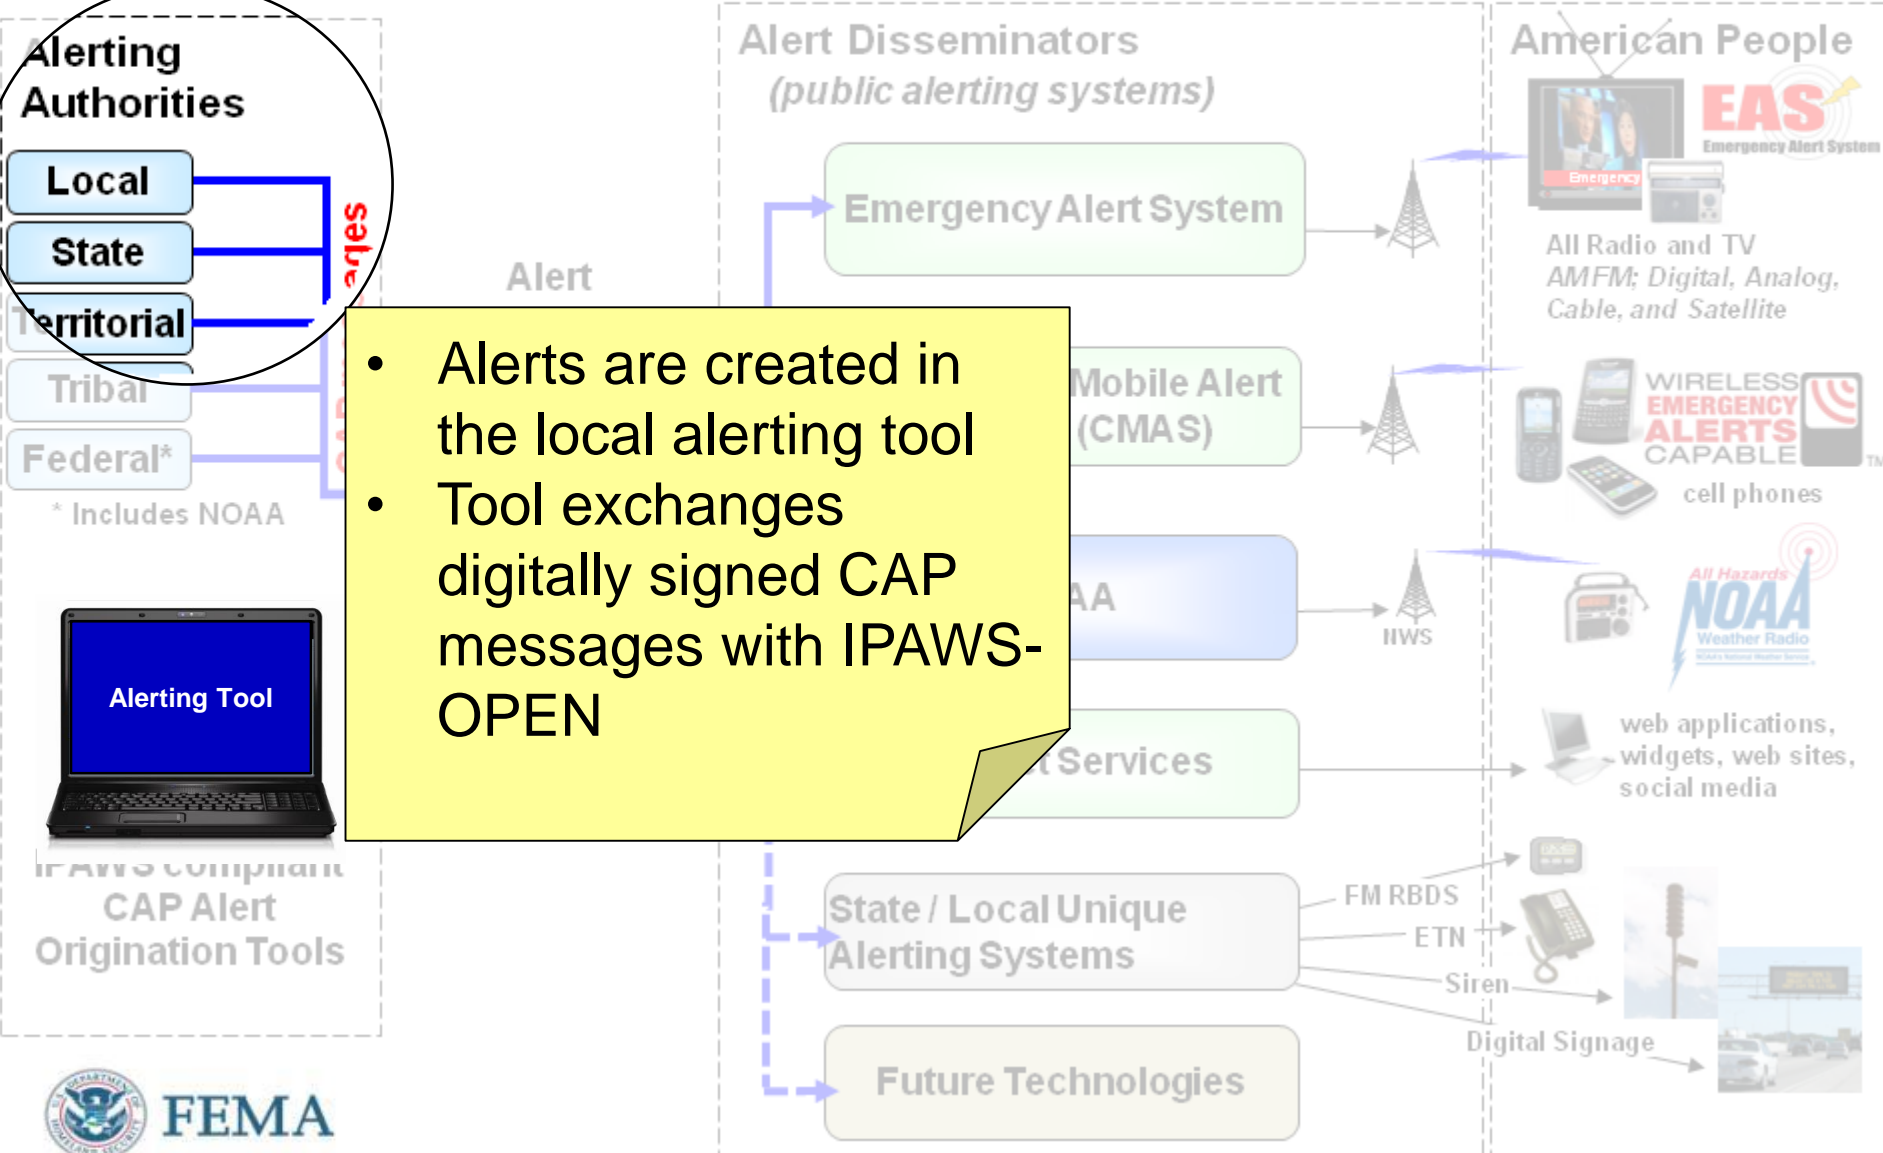 Alerting
Authorities
Local
State
Territorial
Tribal
Federal*
* Includes NOAA
Alerting Tool
IPAWS compliant
CAP Alert
Origination Tools
FEMA
Alert
• Alerts are created in
the local alerting tool
• Tool exchanges
digitally signed CAP
messages with IPAWS-
OPEN
Alert Disseminators
(public alerting systems)
Emergency Alert System
Mobile Alert
(CMAS)
Services
State / Local Unique
Alerting Systems
Future Technologies
NWS
FM RBDS
ETN
Siren
Digital Signage
American People
EAS
Emergency Alert System
Emergency
All Radio and TV
AMFM; Digital, Analog,
Cable, and Satellite
WIRELESS
EMERGENCY
ALERTS
CAPABLE
TM
cell phones
All Hazards
NOAA
Weather Radio
web applications,
widgets, web sites,
social media